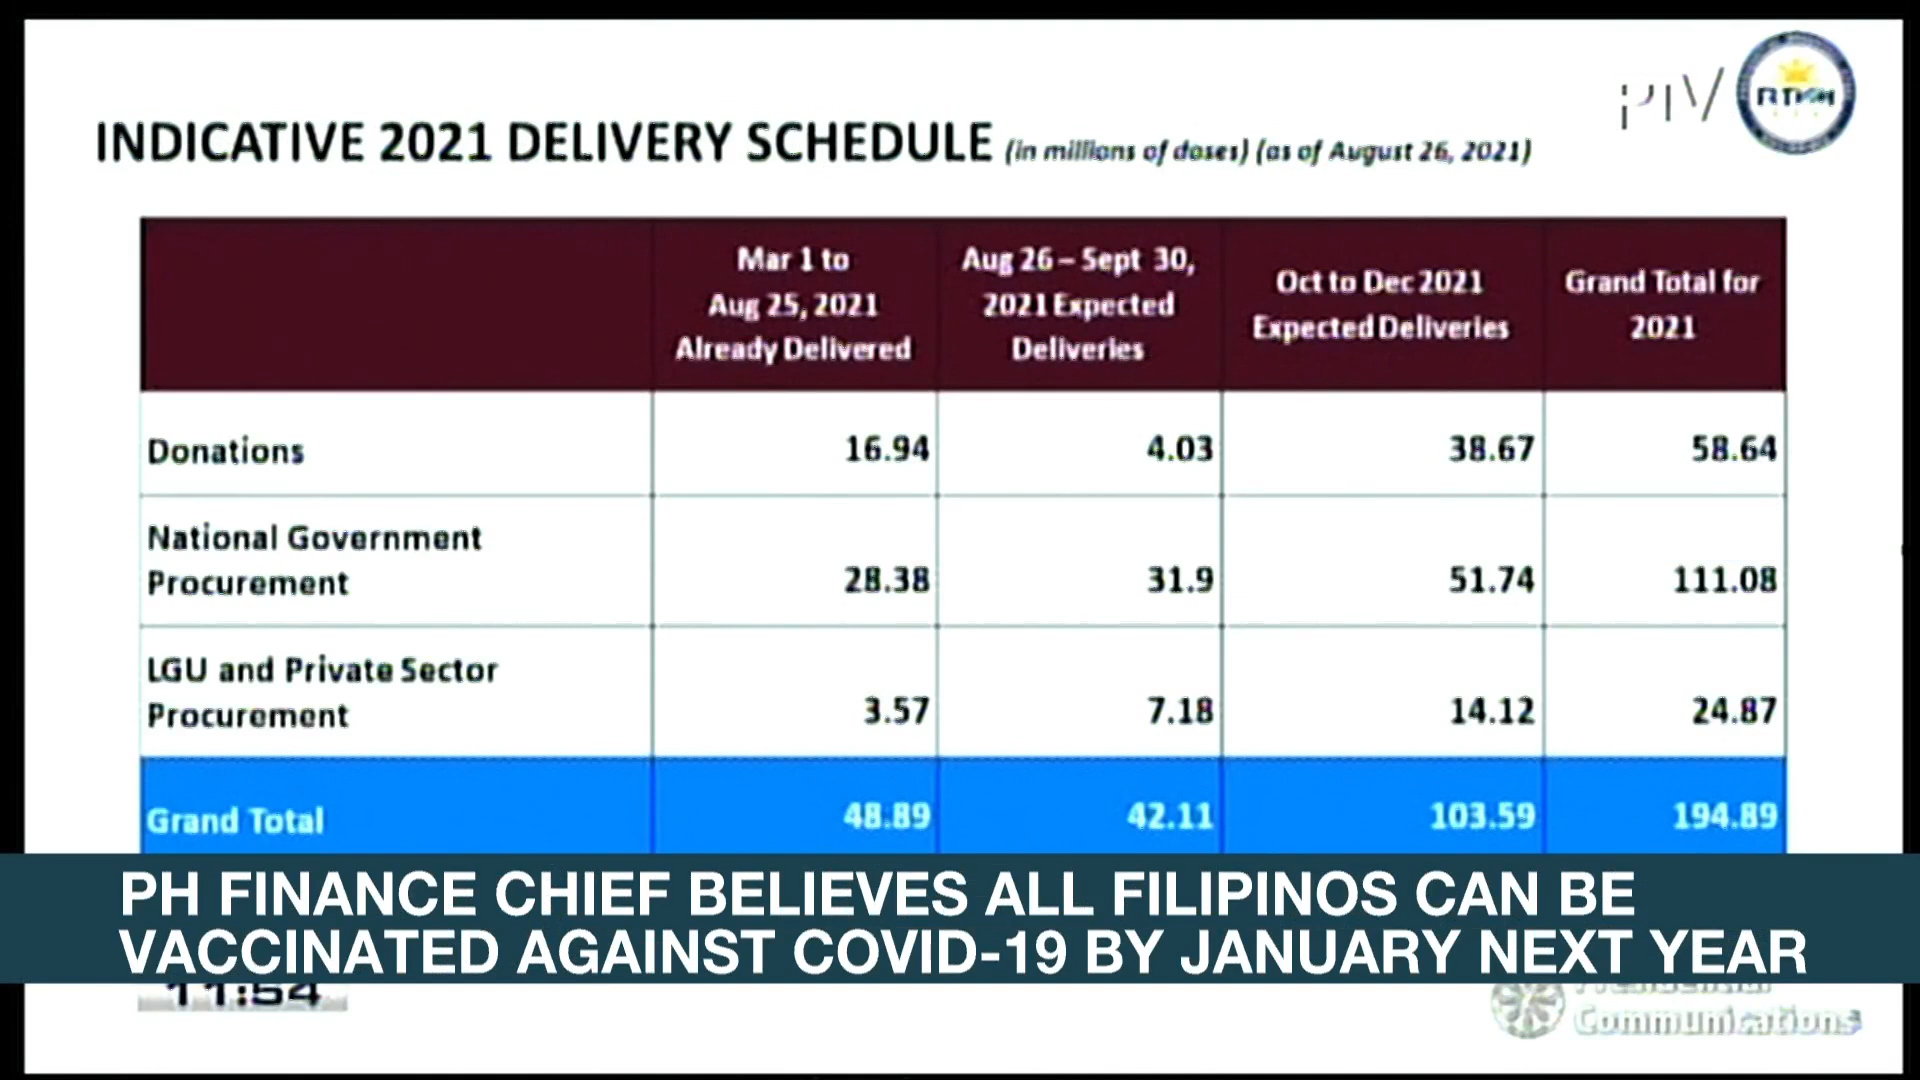 PTV
INDICATIVE 2021 DELIVERY SCHEDULE (in millions of doses) (as of August 26, 2021)
Mar 1 to
Aug 25, 2021
Already Delivered
Aug 26 – Sept 30,
2021 Expected
Deliveries
Oct to Dec 2021
Expected Deliveries
Grand Total for
2021
Donations 16.94 4.03 38.67 58.64
National Government
Procurement 28.38 31.9 51.74 111.08
LGU and Private Sector
Procurement 3.57 7.18 14.12 24.87
Grand Total 48.89 42.11 103.59 194.89
PH FINANCE CHIEF BELIEVES ALL FILIPINOS CAN BE
VACCINATED AGAINST COVID-19 BY JANUARY NEXT YEAR
11:54
Presidential
Communications